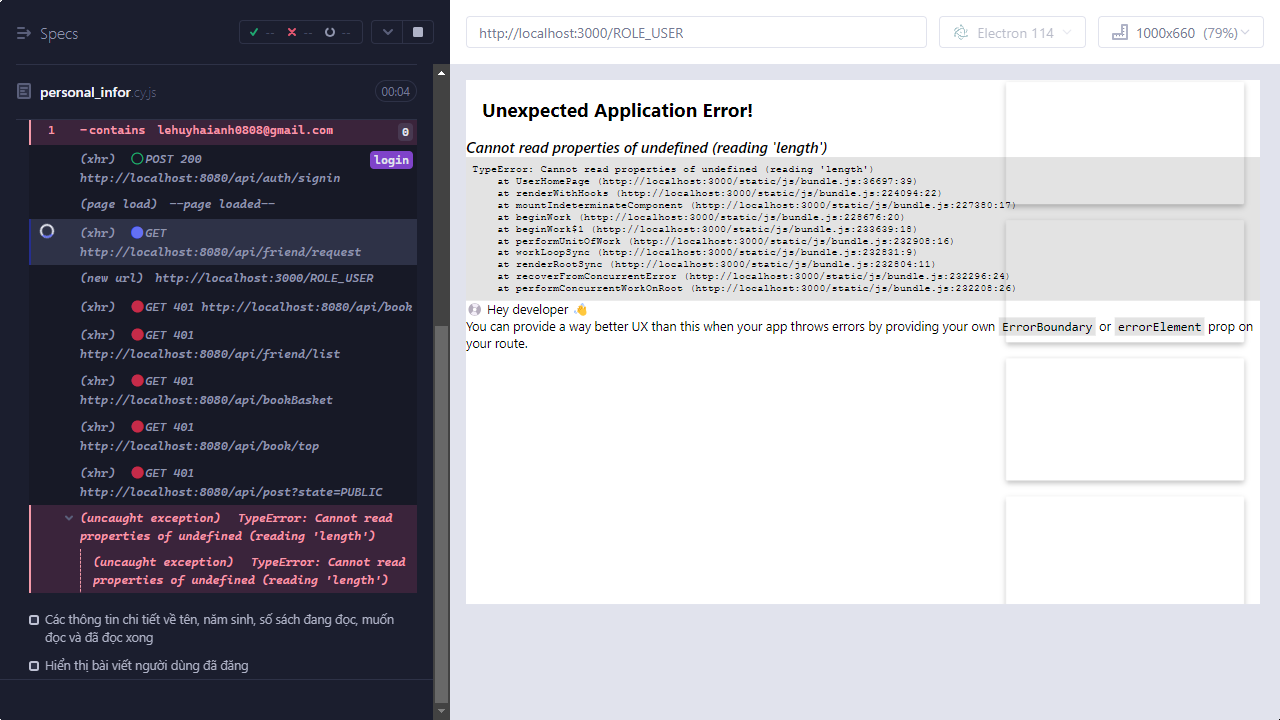 Specs
--
--
--
personal_infor.cy.js
00:04
1 -contains lehuyhaianh0808@gmail.com 0
(xhr) POST 200 login
http://localhost:8080/api/auth/signin
(page load) --page loaded--
(xhr) GET
http://localhost:8080/api/friend/request
(new url) http://localhost:3000/ROLE_USER
(xhr) GET 401 http://localhost:8080/api/book
(xhr) GET 401
http://localhost:8080/api/friend/list
(xhr) GET 401
http://localhost:8080/api/bookBasket
(xhr) GET 401
http://localhost:8080/api/book/top
(xhr) GET 401
http://localhost:8080/api/post?state=PUBLIC
(uncaught exception) TypeError: Cannot read
properties of undefined (reading 'length')
(uncaught exception) TypeError: Cannot read
properties of undefined (reading 'length')
Các thông tin chi tiết về tên, năm sinh, số sách đang đọc, muốn
đọc và đã đọc xong
Hiển thị bài viết người dùng đã đăng
http://localhost:3000/ROLE_USER
Electron 114
1000x660 (79%)
Unexpected Application Error!
Cannot read properties of undefined (reading 'length')
TypeError: Cannot read properties of undefined (reading 'length')
at UserHomePage (http://localhost:3000/static/js/bundle.js:36697:39)
at renderWithHooks (http://localhost:3000/static/js/bundle.js:224094:22)
at mountIndeterminateComponent (http://localhost:3000/static/js/bundle.js:227380:17)
at beginWork (http://localhost:3000/static/js/bundle.js:228676:20)
at beginWork$1 (http://localhost:3000/static/js/bundle.js:233639:18)
at performUnitOfWork (http://localhost:3000/static/js/bundle.js:232908:16)
at workLoopSync (http://localhost:3000/static/js/bundle.js:232831:9)
at renderRootSync (http://localhost:3000/static/js/bundle.js:232804:11)
at recoverFromConcurrentError (http://localhost:3000/static/js/bundle.js:232296:24)
at performConcurrentWorkOnRoot (http://localhost:3000/static/js/bundle.js:232208:26)
Hey developer 👋
You can provide a way better UX than this when your app throws errors by providing your own ErrorBoundary or errorElement prop on
your route.